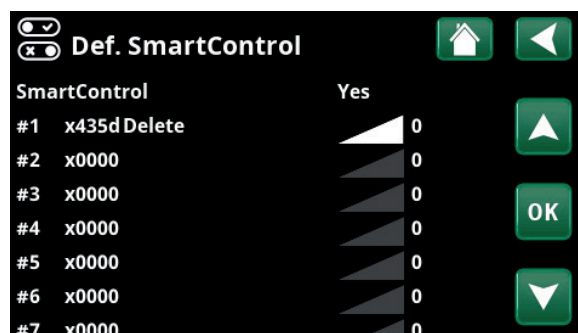 Def. SmartControl
SmartControl Yes
#1 x435d Delete 0
#2 x0000 0
#3 x0000 0
#4 x0000 0
#5 x0000 0
#6 x0000 0
#7 x0000 0
OK